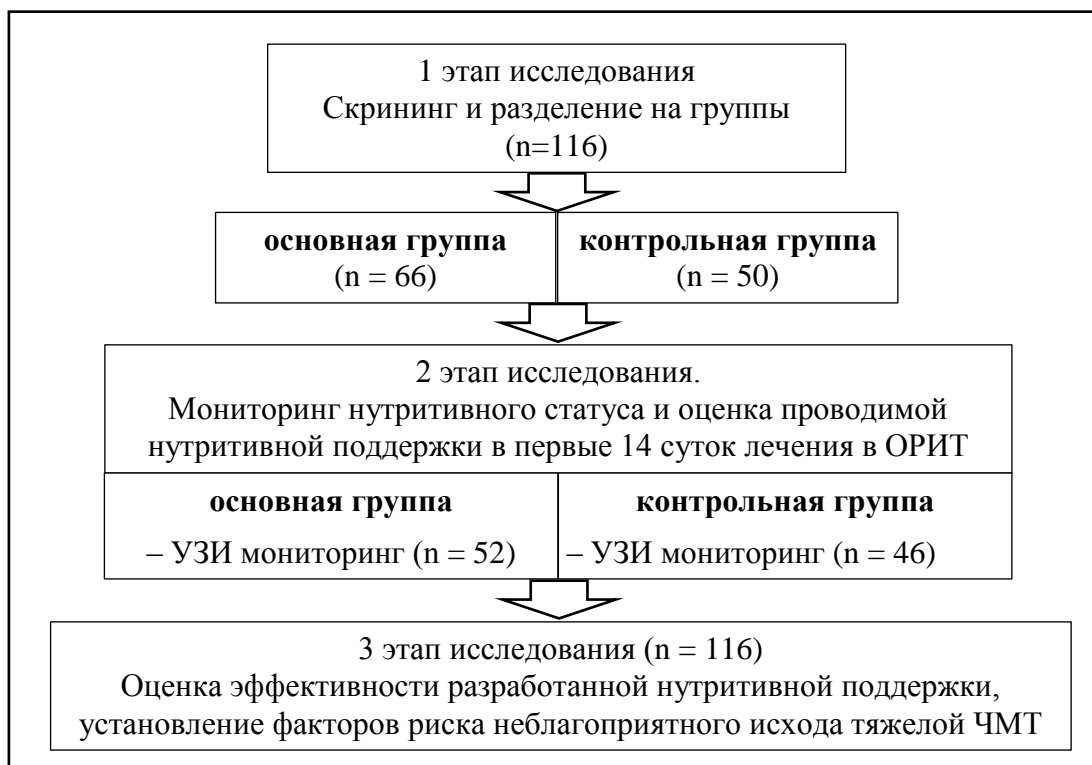 1 этап исследования
Скрининг и разделение на группы
(n=116)
основная группа
(n = 66)
контрольная группа
(n = 50)
2 этап исследования.
Мониторинг нутритивного статуса и оценка проводимой
нутритивной поддержки в первые 14 суток лечения в ОРИТ
основная группа
– УЗИ мониторинг (n = 52)
контрольная группа
– УЗИ мониторинг (n = 46)
3 этап исследования (n = 116)
Оценка эффективности разработанной нутритивной поддержки,
установление факторов риска неблагоприятного исхода тяжелой ЧМТ